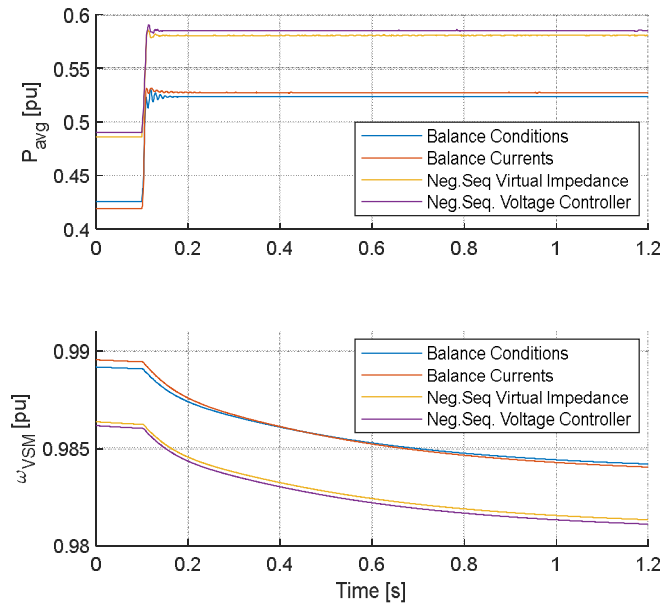 0.6
0.55
0.5
0.45
0.4
P_avg [pu]
Balance Conditions
Balance Currents
Neg.Seq Virtual Impedance
Neg.Seq. Voltage Controller
0 0.2 0.4 0.6 0.8 1 1.2
0.99
0.985
0.98
ω_VSM [pu]
Balance Conditions
Balance Currents
Neg.Seq Virtual Impedance
Neg.Seq. Voltage Controller
0 0.2 0.4 0.6 0.8 1 1.2
Time [s]